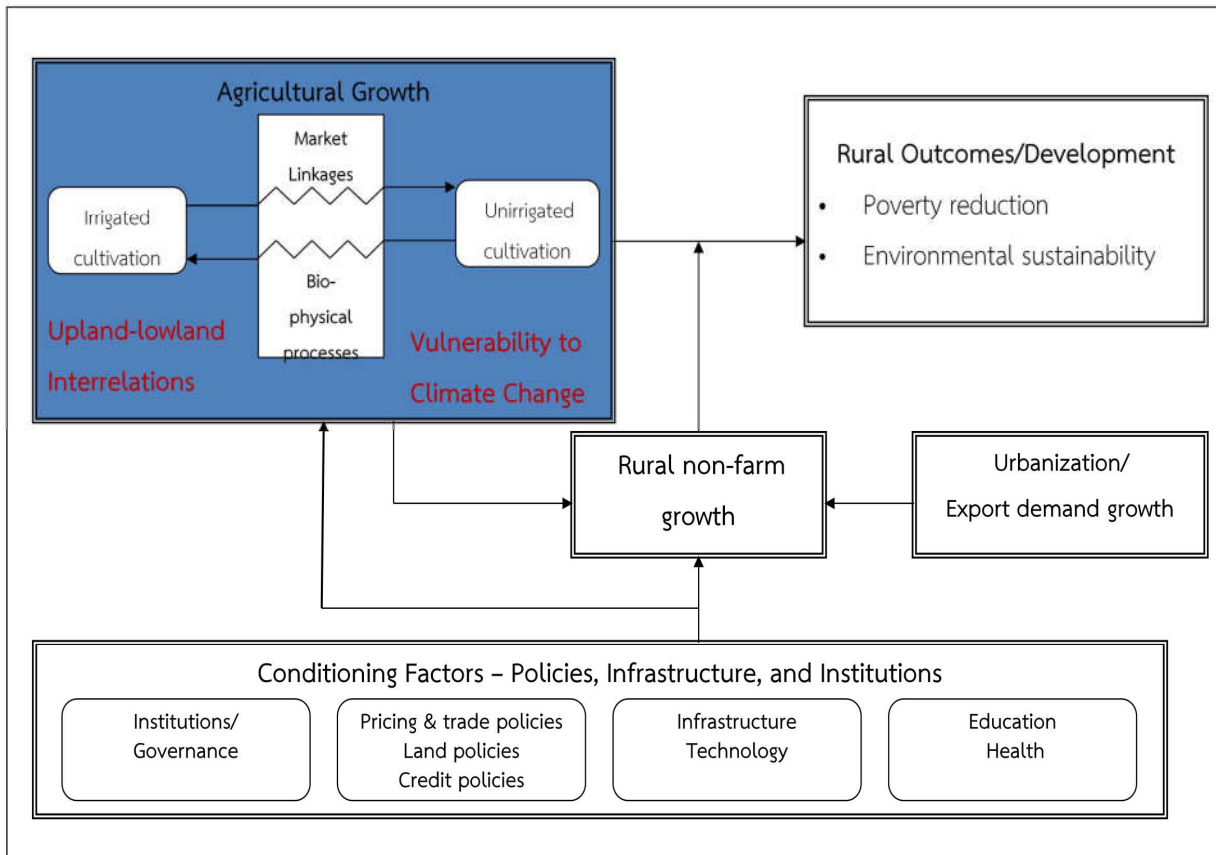 Agricultural Growth
Market
Linkages
Irrigated
cultivation
Unirrigated
cultivation
Bio-
physical
processes
Upland-lowland
Interrelations
Vulnerability to
Climate Change
Rural Outcomes/Development
• Poverty reduction
• Environmental sustainability
Rural non-farm
growth
Urbanization/
Export demand growth
Conditioning Factors – Policies, Infrastructure, and Institutions
Institutions/
Governance
Pricing & trade policies
Land policies
Credit policies
Infrastructure
Technology
Education
Health